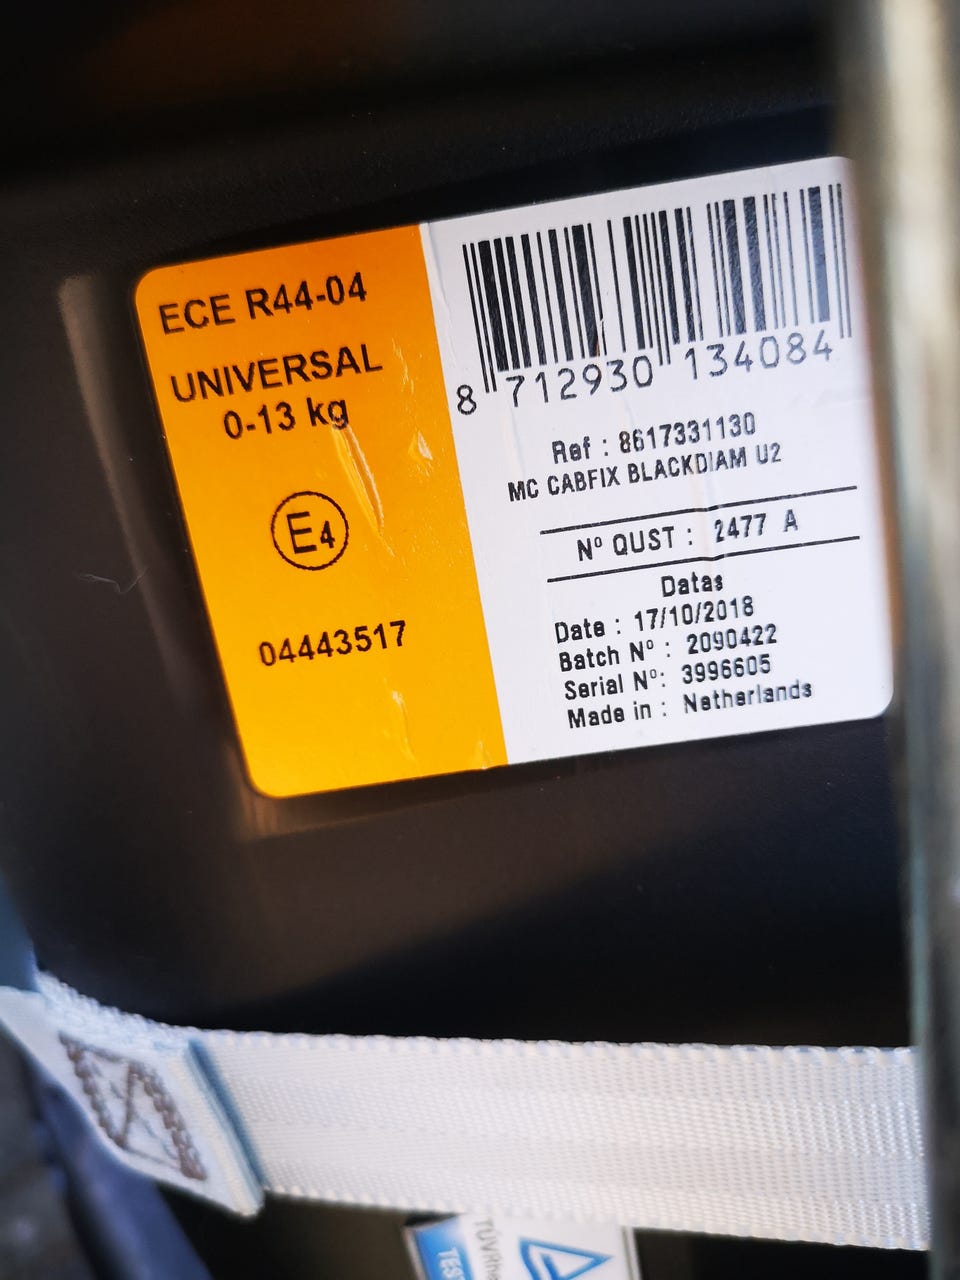 ECE R44-04
UNIVERSAL
0-13 kg
E4
04443517
8 712930 134084
Ref : 8617331130
MC CABFIX BLACKDIAM U2
Nº QUST : 2477 A
Datas
Date : 17/10/2018
Batch Nº : 2090422
Serial Nº: 3996605
Made in : Netherlands